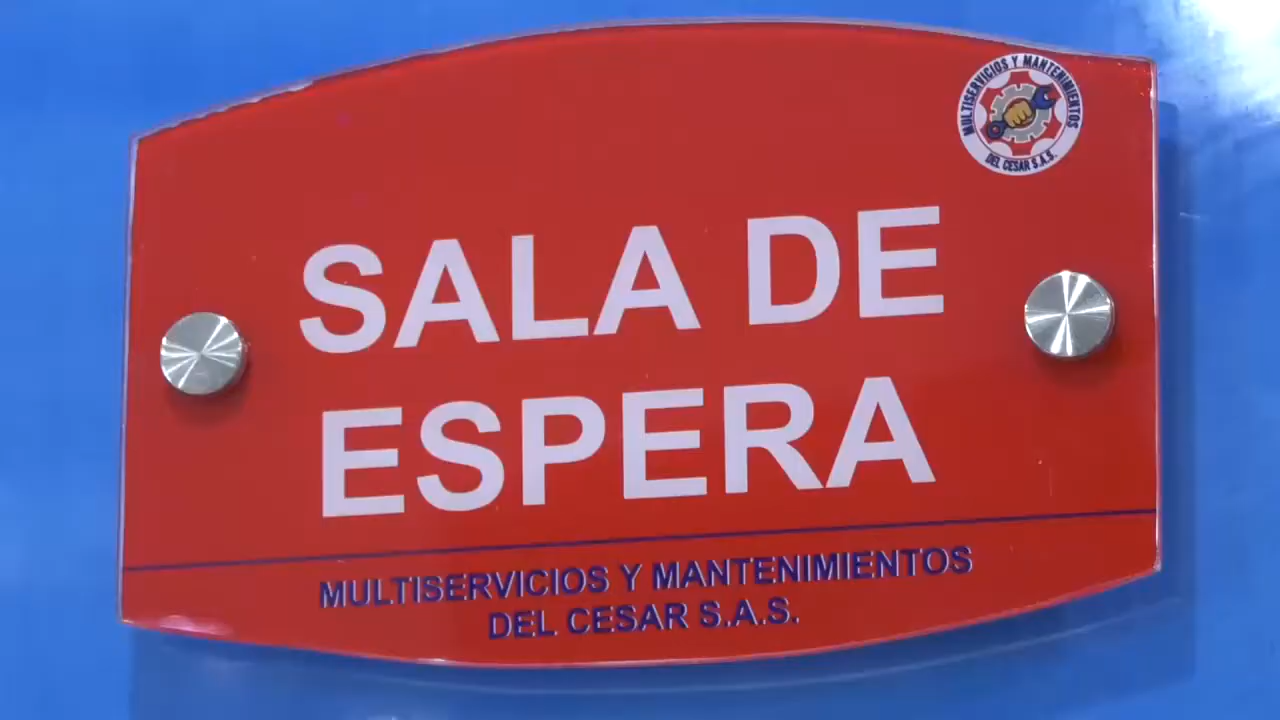 MULTISERVICIOS Y MANTENIMIENTOS
DEL CESAR S.A.S.
SALA DE
ESPERA
MULTISERVICIOS Y MANTENIMIENTOS
DEL CESAR S.A.S.